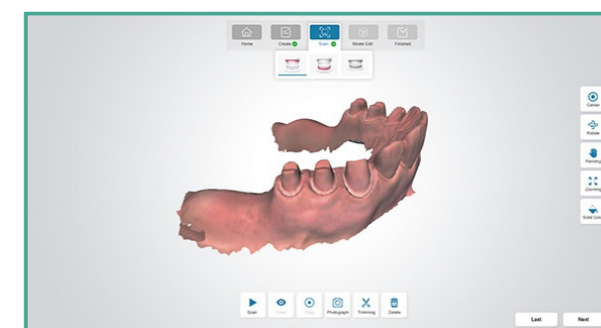 Home Create Scan Model Edit Finished
Center
Rotate
Panning
Zooming
Scan Photograph Trimming Delete
Last Next